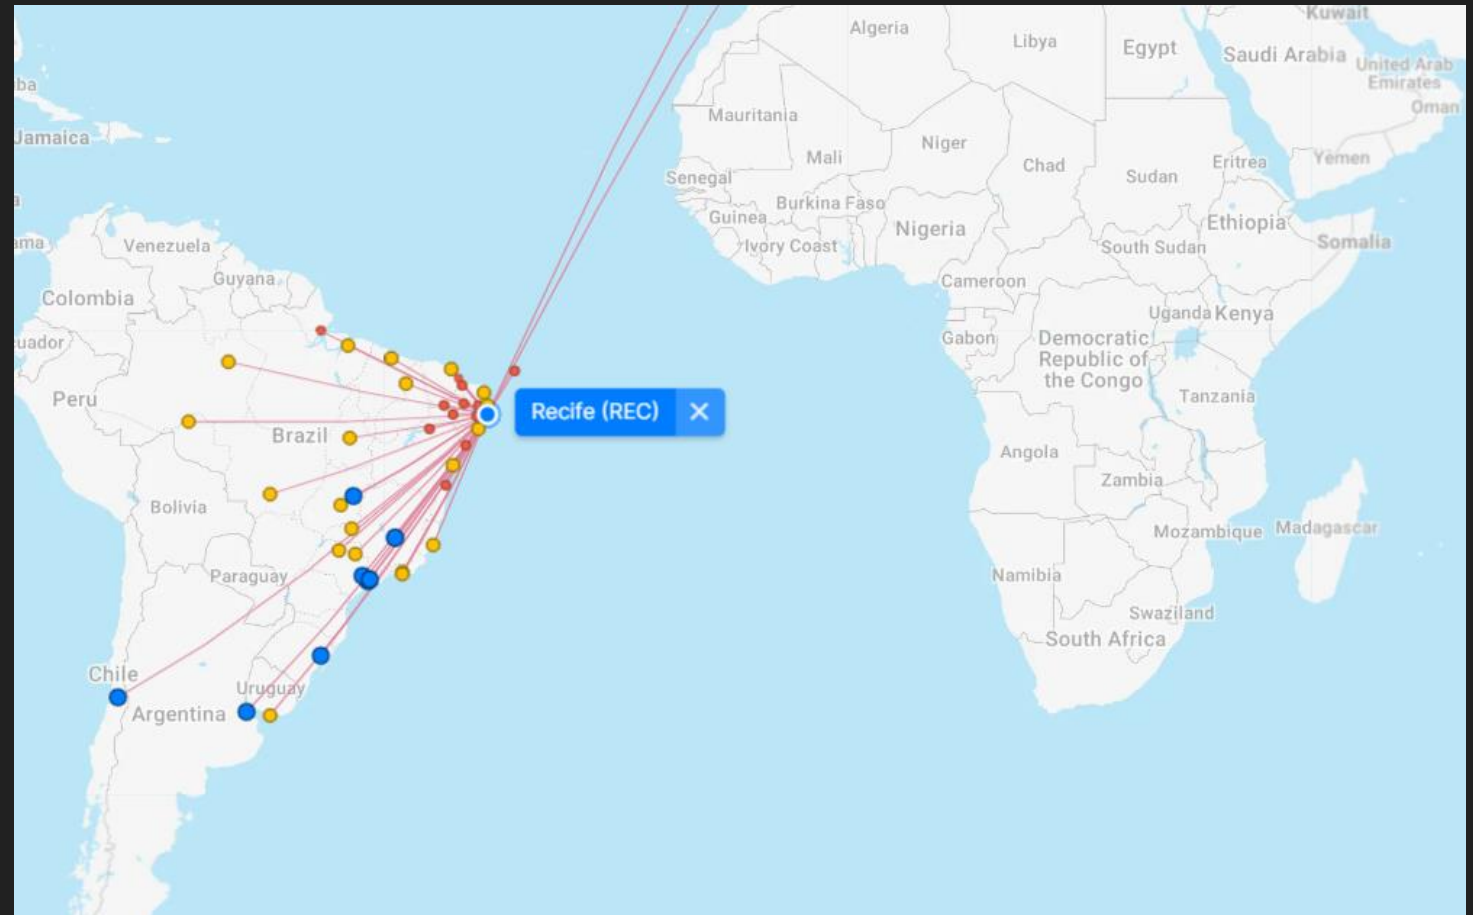 Kuwait
Algeria
Libya
Egypt
Saudi Arabia
United Arab
Emirates
Oman
Mauritania
Jamaica
Niger
Mali
Chad
Yemen
Eritrea
Senegal
Sudan
Burkina Faso
Guinea
Nigeria
Ethiopia
Venezuela
Ivory Coast
South Sudan
Somalia
Guyana
Cameroon
Colombia
Uganda
Kenya
Gabon
Democratic
Republic of
the Congo
Peru
Tanzania
Recife (REC)
Brazil
Angola
Zambia
Bolivia
Mozambique
Madagascar
Paraguay
Namibia
Swaziland
South Africa
Chile
Uruguay
Argentina